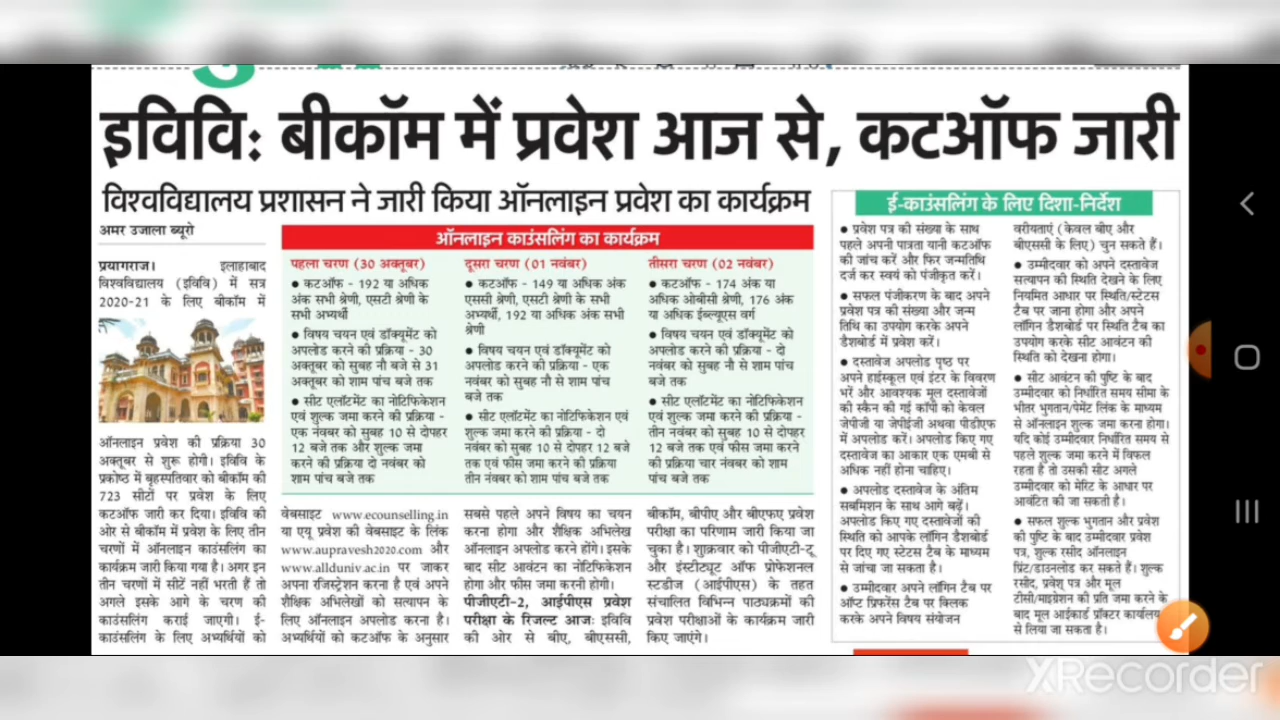 इविवि: बीकॉम में प्रवेश आज से, कटऑफ जारी
विश्वविद्यालय प्रशासन ने जारी किया ऑनलाइन प्रवेश का कार्यक्रम
अमर उजाला ब्यूरो
प्रयागराज। इलाहाबाद
विश्वविद्यालय (इविवि) में सत्र
2020-21 के लिए बीकॉम में
ऑनलाइन प्रवेश की प्रक्रिया 30
अक्तूबर से शुरू होगी। इविवि के
प्रकोष्ठ में बृहस्पतिवार को बीकॉम की
723 सीटों पर प्रवेश के लिए
कटऑफ जारी कर दिया। इविवि की
ओर से बीकॉम में प्रवेश के लिए तीन
चरणों में ऑनलाइन काउंसलिंग का
कार्यक्रम जारी किया गया है। अगर इन
तीन चरणों में सीटें नहीं भरती हैं तो
अगले इसके आगे के चरण की
काउंसलिंग कराई जाएगी। ई-
काउंसलिंग के लिए अभ्यर्थियों को
ऑनलाइन काउंसलिंग का कार्यक्रम
पहला चरण (30 अक्तूबर)
● कटऑफ - 192 या अधिक
अंक सभी श्रेणी, एसटी श्रेणी के
सभी अभ्यर्थी
● विषय चयन एवं डॉक्यूमेंट को
अपलोड करने की प्रक्रिया - 30
अक्तूबर को सुबह नौ बजे से 31
अक्तूबर को शाम पांच बजे तक
● सीट एलॉटमेंट का नोटिफिकेशन
एवं शुल्क जमा करने की प्रक्रिया -
एक नंवबर को सुबह 10 से दोपहर
12 बजे तक और शुल्क जमा
करने की प्रक्रिया दो नवंबर को
शाम पांच बजे तक
दूसरा चरण (01 नवंबर)
● कटऑफ - 149 या अधिक अंक
एससी श्रेणी, एसटी श्रेणी के सभी
अभ्यर्थी, 192 या अधिक अंक सभी
श्रेणी
● विषय चयन एवं डॉक्यूमेंट को
अपलोड करने की प्रक्रिया - एक
नवंबर को सुबह नौ से शाम पांच
बजे तक
● सीट एलॉटमेंट का नोटिफिकेशन एवं
शुल्क जमा करने की प्रक्रिया - दो
नवंबर को सुबह 10 से दोपहर 12 बजे
तक एवं फीस जमा करने की प्रक्रिया
तीन नंवबर को शाम पांच बजे तक
तीसरा चरण (02 नवंबर)
● कटऑफ - 174 अंक या
अधिक ओबीसी श्रेणी, 176 अंक
या अधिक ईब्ल्यूएस वर्ग
● विषय चयन एवं डॉक्यूमेंट को
अपलोड करने की प्रक्रिया - दो
नवंबर को सुबह नौ से शाम पांच
बजे तक
● सीट एलॉटमेंट का नोटिफिकेशन
एवं शुल्क जमा करने की प्रक्रिया -
तीन नवंबर को सुबह 10 से दोपहर
12 बजे तक एवं फीस जमा करने
की प्रक्रिया चार नंवबर को शाम
पांच बजे तक
वेबसाइट www.ecounselling.in
या एयू प्रवेश की वेबसाइट के लिंक
www.aupravesh2020.com और
www.allduniv.ac.in पर जाकर
अपना रजिस्ट्रेशन करना है एवं अपने
शैक्षिक अभिलेखों को सत्यापन के
लिए ऑनलाइन अपलोड करना है।
अभ्यर्थियों को कटऑफ के अनुसार
सबसे पहले अपने विषय का चयन
करना होगा और शैक्षिक अभिलेख
ऑनलाइन अपलोड करने होंगे। इसके
बाद सीट आवंटन का नोटिफिकेशन
होगा और फीस जमा करनी होगी।
पीजीएटी-2, आईपीएस प्रवेश
परीक्षा के रिजल्ट आजः इविवि
की ओर से बीए, बीएससी,
बीकॉम, बीपीए और बीएफए प्रवेश
परीक्षा का परिणाम जारी किया जा
चुका है। शुक्रवार को पीजीएटी-टू
और इंस्टीट्यूट ऑफ प्रोफेशनल
स्टडीज (आईपीएस) के तहत
संचालित विभिन्न पाठ्यक्रमों की
प्रवेश परीक्षाओं के कार्यक्रम जारी
किए जाएंगे।
ई-काउंसलिंग के लिए दिशा-निर्देश
● प्रवेश पत्र की संख्या के साथ
पहले अपनी पात्रता यानी कटऑफ
की जांच करें और फिर जन्मतिथि
दर्ज कर स्वयं को पंजीकृत करें।
● सफल पंजीकरण के बाद अपने
प्रवेश पत्र की संख्या और जन्म
तिथि का उपयोग करके अपने
डैशबोर्ड में प्रवेश करें।
● दस्तावेज अपलोड पृष्ठ पर
अपने हाईस्कूल एवं इंटर के विवरण
भरें और आवश्यक मूल दस्तावेजों
की स्कैन की गई कॉपी को केवल
जेपीजी या जेपीईजी अथवा पीडीएफ
में अपलोड करें। अपलोड किए गए
दस्तावेज का आकार एक एमबी से
अधिक नहीं होना चाहिए।
● अपलोड दस्तावेज के अंतिम
सबमिशन के साथ आगे बढ़ें।
अपलोड किए गए दस्तावेजों की
स्थिति को आपके लॉगिन डैशबोर्ड
पर दिए गए स्टेटस टैब के माध्यम
से जांचा जा सकता है।
● उम्मीदवार अपने लॉगिन टैब पर
ऑप्ट प्रिफरेंस टैब पर क्लिक
करके अपने विषय संयोजन
वरीयताएं (केवल बीए और
बीएससी के लिए) चुन सकते हैं।
● उम्मीदवार को अपने दस्तावेज
सत्यापन की स्थिति देखने के लिए
नियमित आधार पर स्थिति/स्टेटस
टैब पर जाना होगा और अपने
लॉगिन डैशबोर्ड पर स्थिति टैब का
उपयोग करके सीट आवंटन की
स्थिति को देखना होगा।
● सीट आवंटन की पुष्टि के बाद
उम्मीदवार को निर्धारित समय सीमा के
भीतर भुगतान/पेमेंट लिंक के माध्यम
से ऑनलाइन शुल्क जमा करना होगा।
यदि कोई उम्मीदवार निर्धारित समय से
पहले शुल्क जमा करने में विफल
रहता है तो उसकी सीट अगले
उम्मीदवार को मेरिट के आधार पर
आवंटित की जा सकती है।
● सफल शुल्क भुगतान और प्रवेश
की पुष्टि के बाद उम्मीदवार प्रवेश
पत्र, शुल्क रसीद ऑनलाइन
प्रिंट/डाउनलोड कर सकते हैं। शुल्क
रसीद, प्रवेश पत्र और मूल
टीसी/माइग्रेशन की प्रति जमा करने के
बाद मूल आईकार्ड प्रॉक्टर कार्यालय
से लिया जा सकता है।
XRecorder